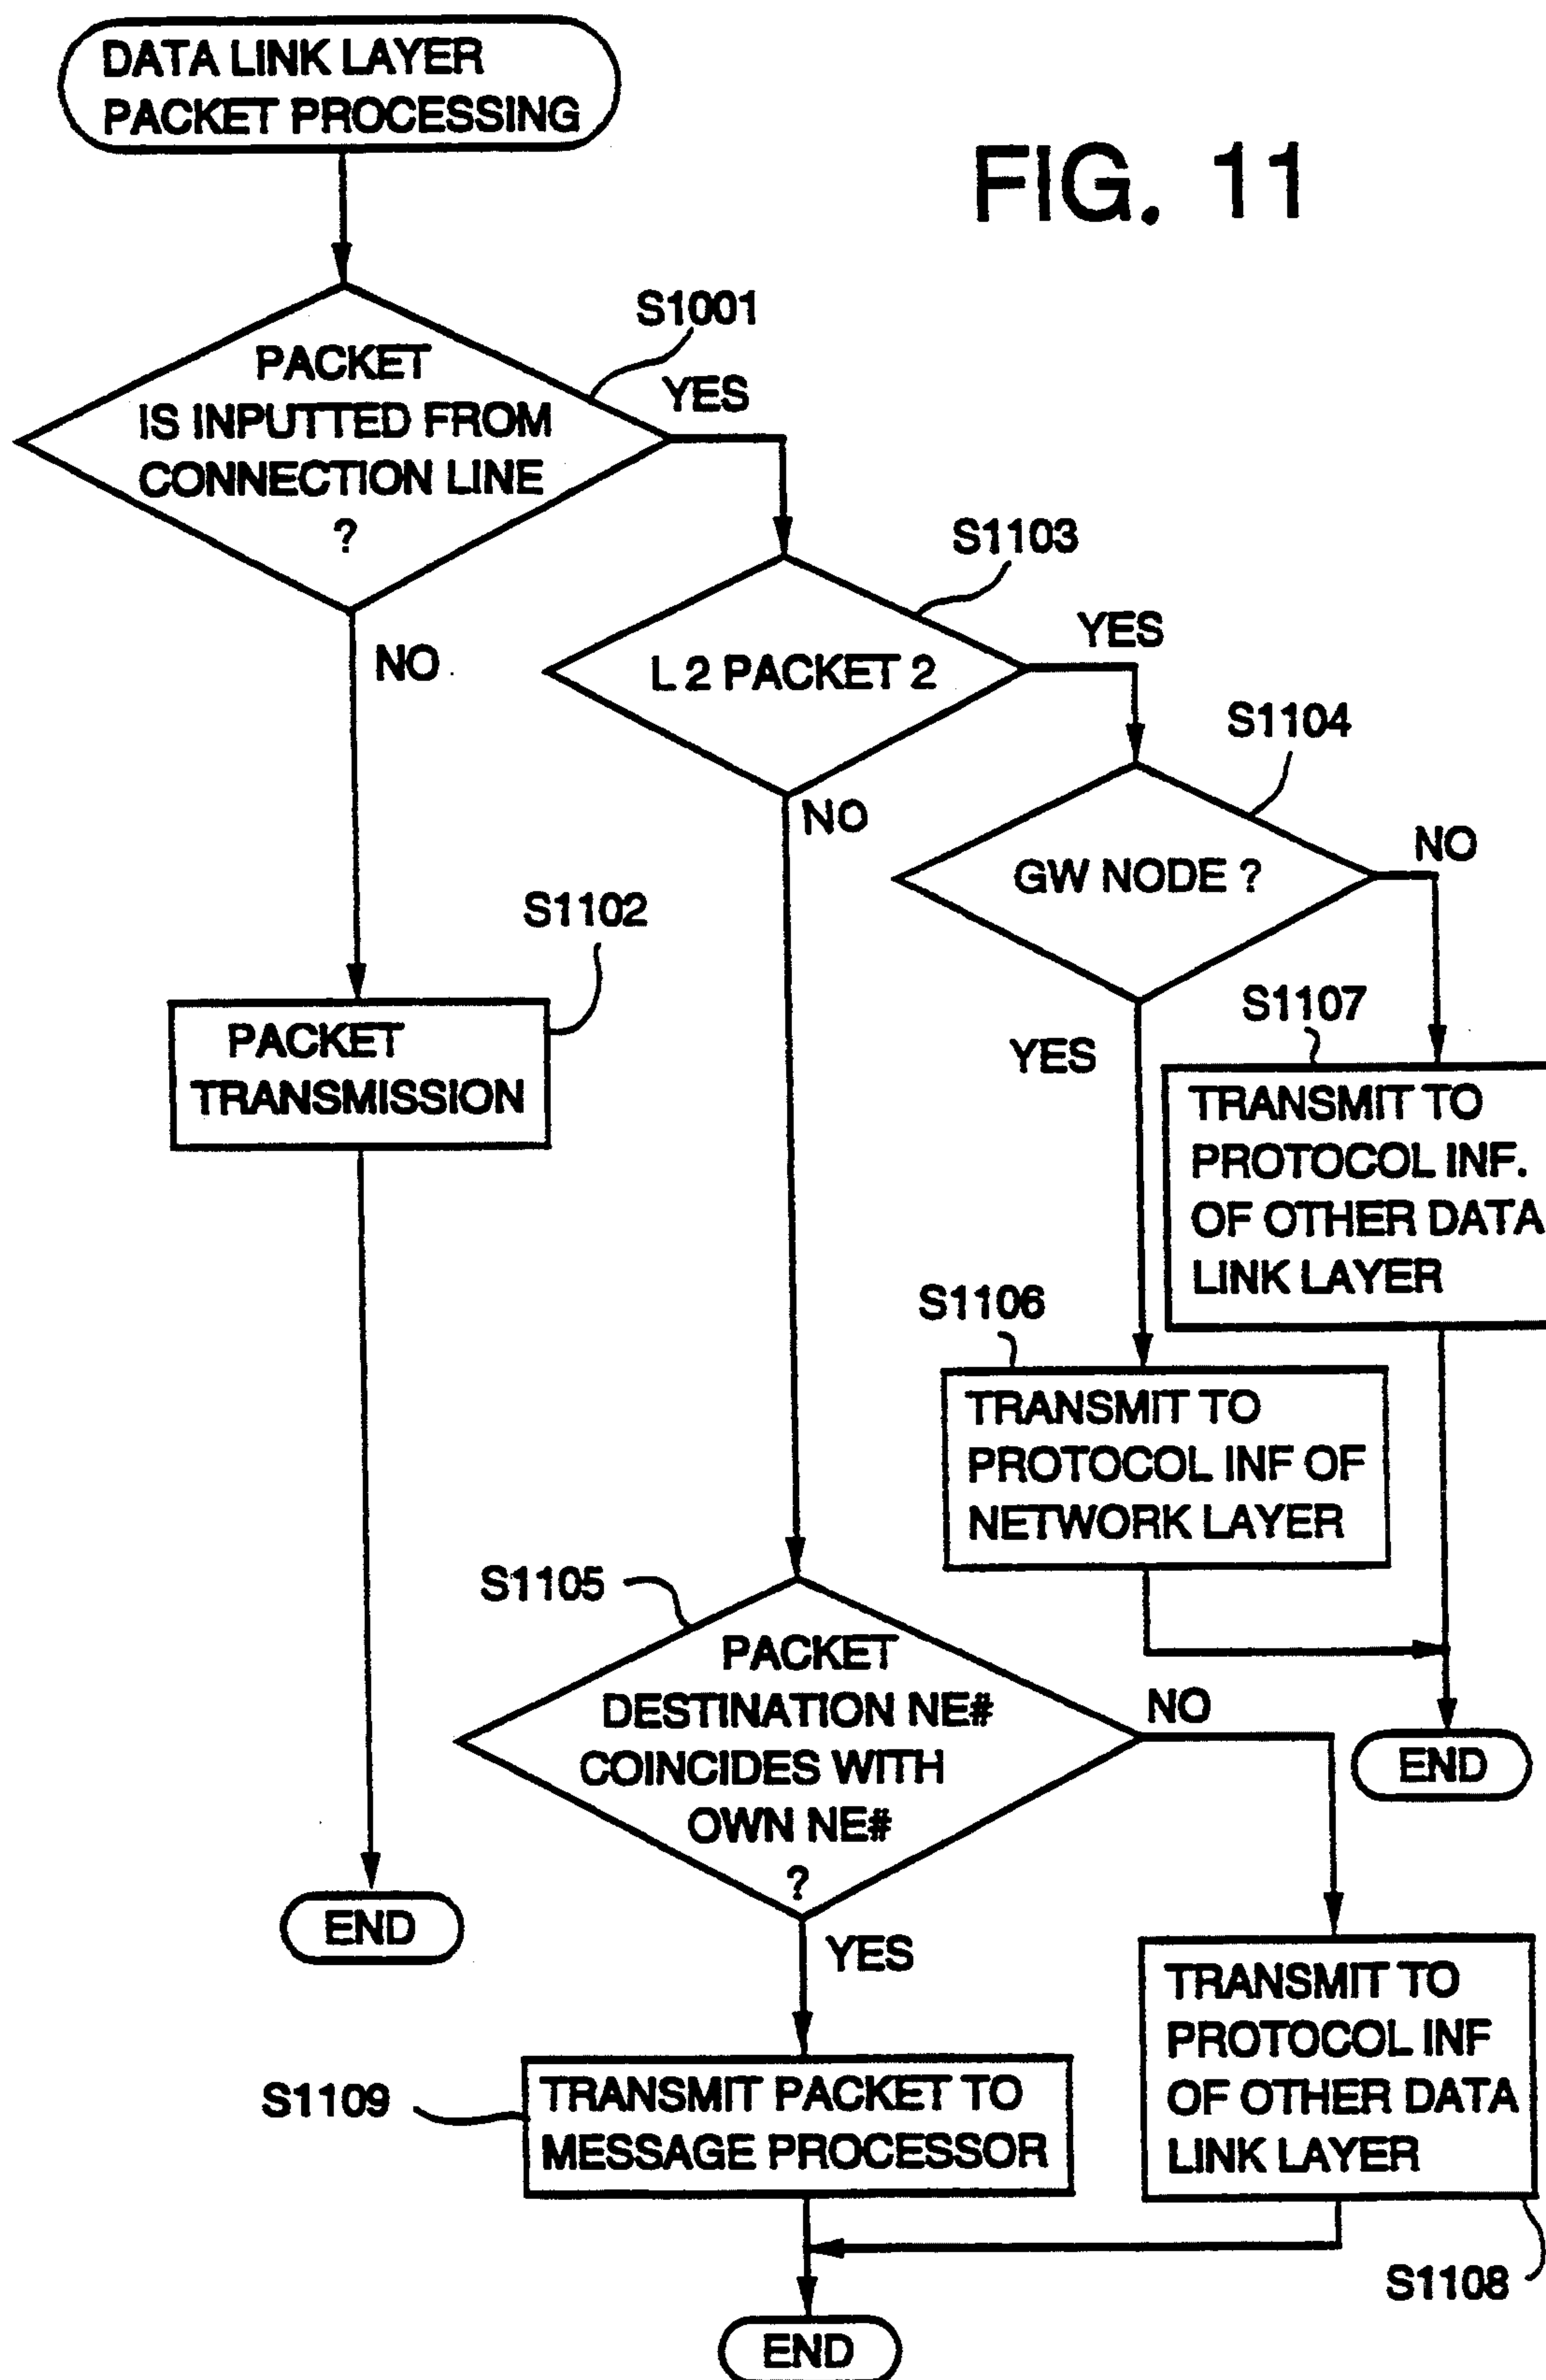 DATA LINK LAYER
PACKET PROCESSING
FIG. 11
S1001
PACKET
IS INPUTTED FROM
CONNECTION LINE
?
YES
NO
S1103
L 2 PACKET 2
YES
NO
S1104
GW NODE ?
NO
YES
S1102
PACKET
TRANSMISSION
S1107
TRANSMIT TO
PROTOCOL INF.
OF OTHER DATA
LINK LAYER
S1106
TRANSMIT TO
PROTOCOL INF OF
NETWORK LAYER
S1105
PACKET
DESTINATION NE#
COINCIDES WITH
OWN NE#
?
NO
YES
END
END
S1109
TRANSMIT PACKET TO
MESSAGE PROCESSOR
TRANSMIT TO
PROTOCOL INF
OF OTHER DATA
LINK LAYER
S1108
END